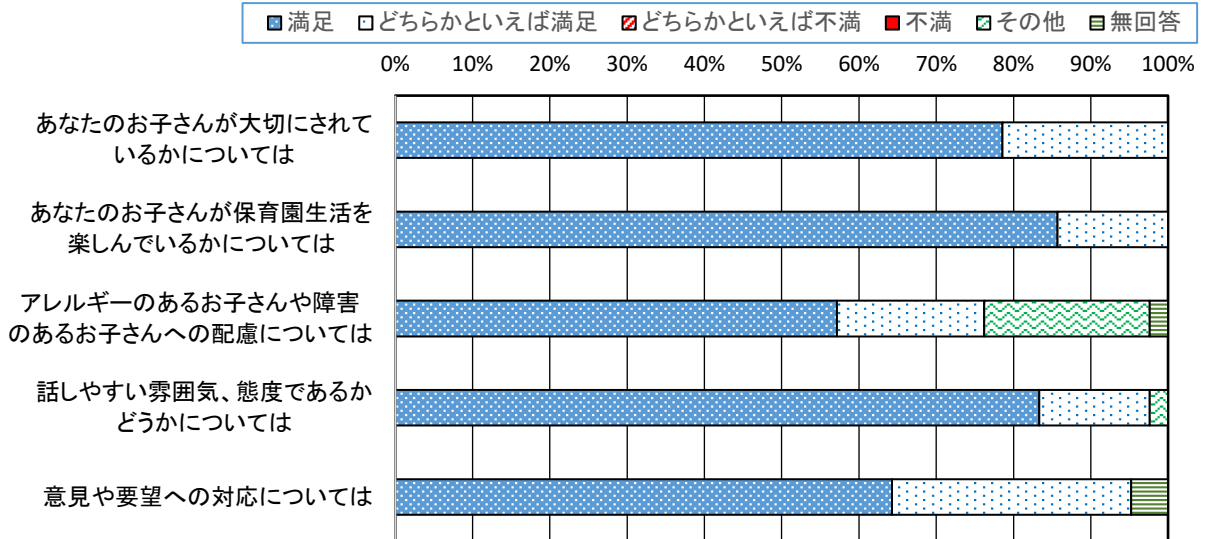 満足 どちらかといえば満足 どちらかといえば不満 不満 その他 無回答
0% 10% 20% 30% 40% 50% 60% 70% 80% 90% 100%
あなたのお子さんが大切にされて
いるかについては
あなたのお子さんが保育園生活を
楽しんでいるかについては
アレルギーのあるお子さんや障害
のあるお子さんへの配慮については
話しやすい雰囲気、態度であるか
どうかについては
意見や要望への対応については